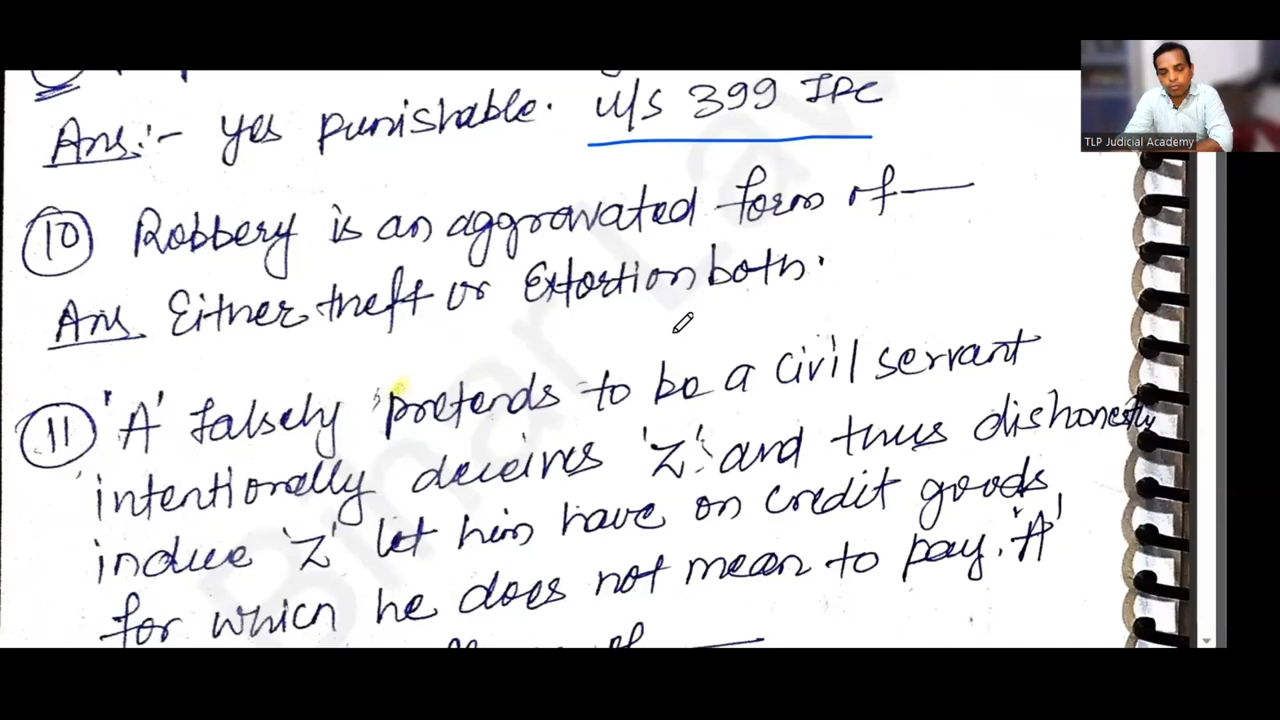 Ans:- Yes punishable. u/s 399 IPC
TLP Judicial Academy
10 Robbery is an aggravated form of —
Ans. Either theft or Extortion both.
11 'A' falsely pretends to be a civil servant
intentionally deceives 'Z' and thus dishonestly
induce 'Z' let him have on credit goods,
for which he does not mean to pay. 'A'